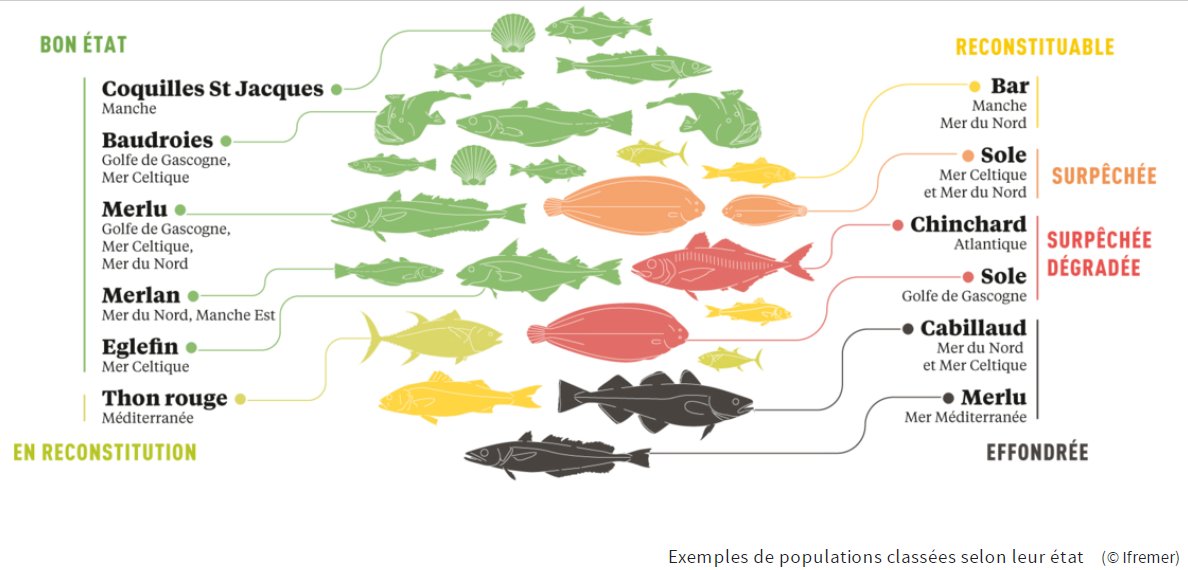 BON ÉTAT
Coquilles St Jacques
Manche
Baudroies
Golfe de Gascogne,
Mer Celtique
Merlu
Golfe de Gascogne,
Mer Celtique,
Mer du Nord
Merlan
Mer du Nord, Manche Est
Eglefin
Mer Celtique
Thon rouge
Méditerranée
EN RECONSTITUTION
RECONSTITUABLE
Bar
Manche
Mer du Nord
Sole
Mer Celtique
et Mer du Nord
SURPÊCHÉE
Chinchard
Atlantique
SURPÊCHÉE
DÉGRADÉE
Sole
Golfe de Gascogne
Cabillaud
Mer du Nord
et Mer Celtique
Merlu
Mer Méditerranée
EFFONDRÉE
Exemples de populations classées selon leur état (© Ifremer)